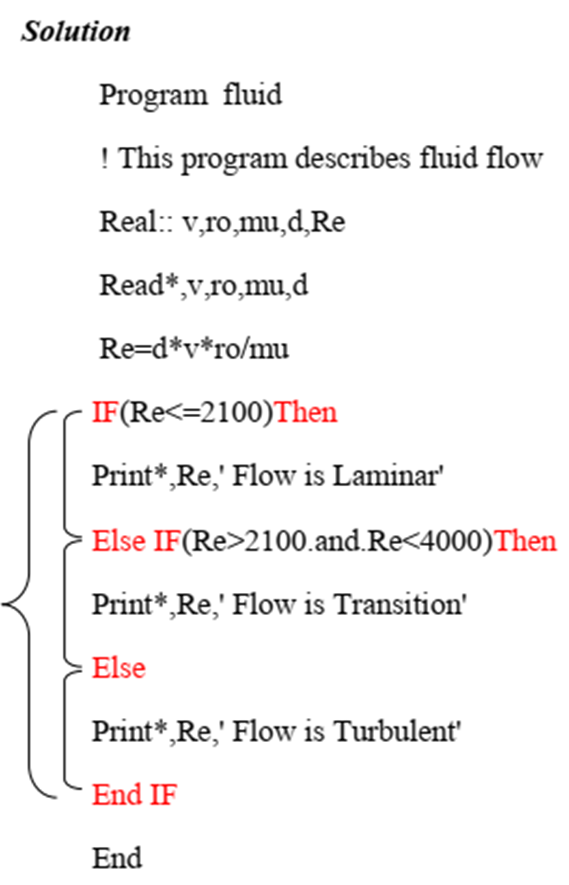 Solution
Program fluid
! This program describes fluid flow
Real:: v,ro,mu,d,Re
Read*,v,ro,mu,d
Re=d*v*ro/mu
IF(Re<=2100)Then
Print*,Re,' Flow is Laminar'
Else IF(Re>2100.and.Re<4000)Then
Print*,Re,' Flow is Transition'
Else
Print*,Re,' Flow is Turbulent'
End IF
End